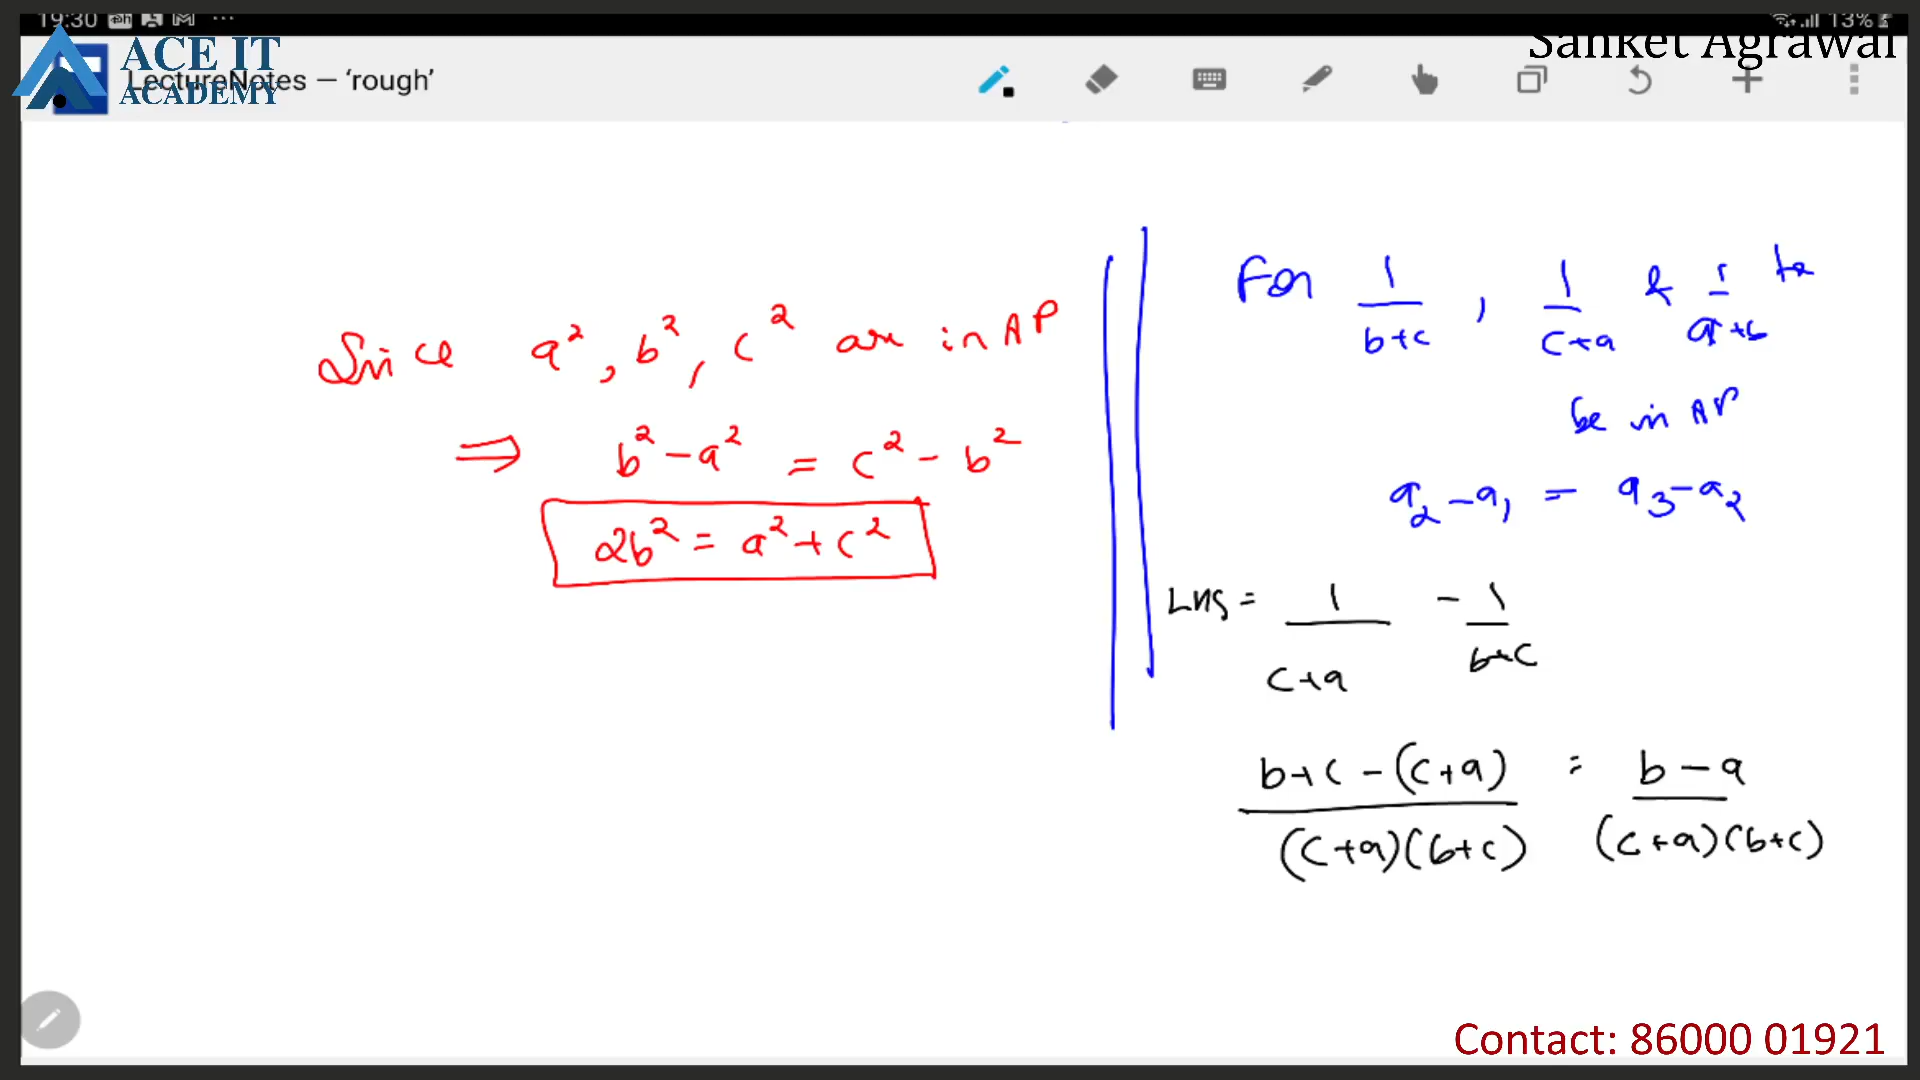 19:30
13%
ACE IT
ACADEMY
LectureNotes — ‘rough’
Sanket Agrawal
Since a², b², c² are in AP
⇒ b² - a² = c² - b²
2b² = a² + c²
For 1/(b+c), 1/(c+a) & 1/(a+b) to
be in AP
a₂ - a₁ = a₃ - a₂
LHS = 1/(c+a) - 1/(b+c)
(b+c-(c+a))/((c+a)(b+c)) = (b-a)/((c+a)(b+c))
Contact: 86000 01921